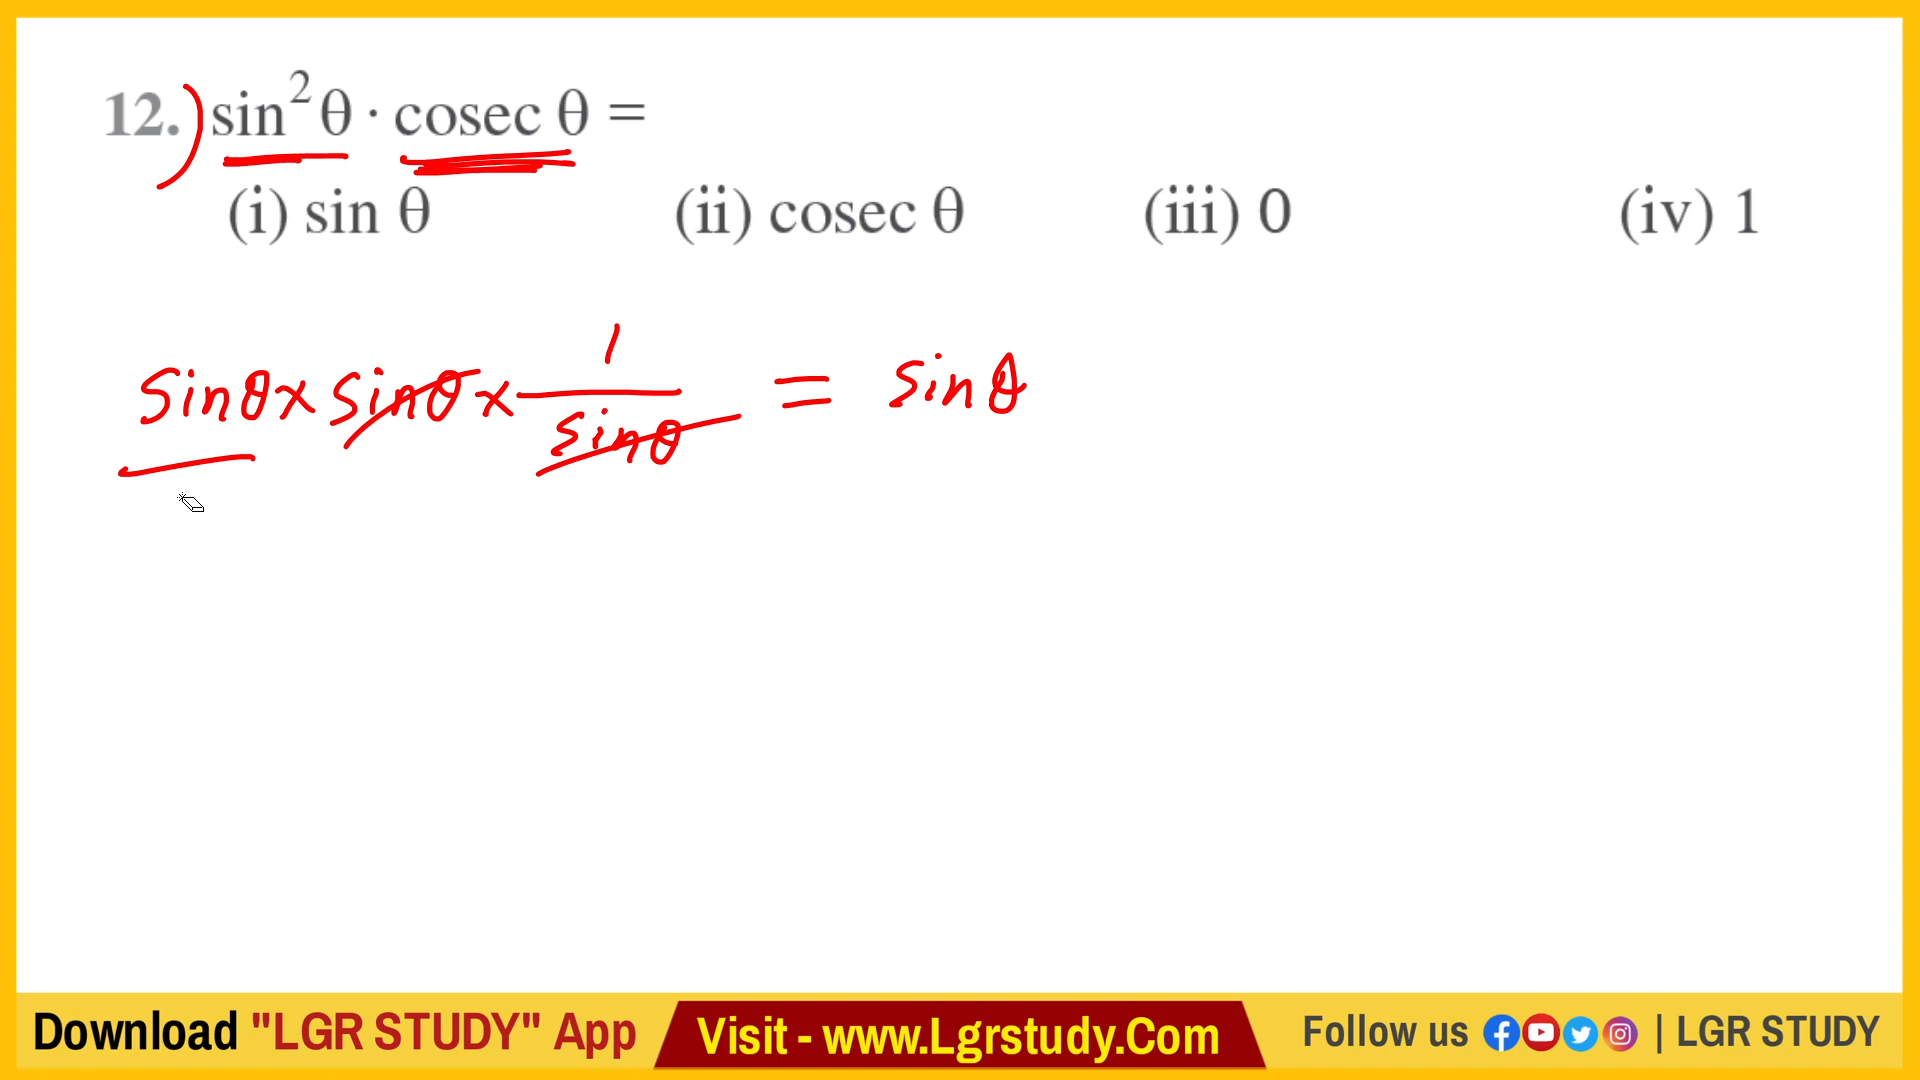 12. sin² θ · cosec θ =
(i) sin θ (ii) cosec θ (iii) 0 (iv) 1
sinθ x sinθ x 1/sinθ = sinθ
Download "LGR STUDY" App Visit - www.Lgrstudy.Com Follow us | LGR STUDY